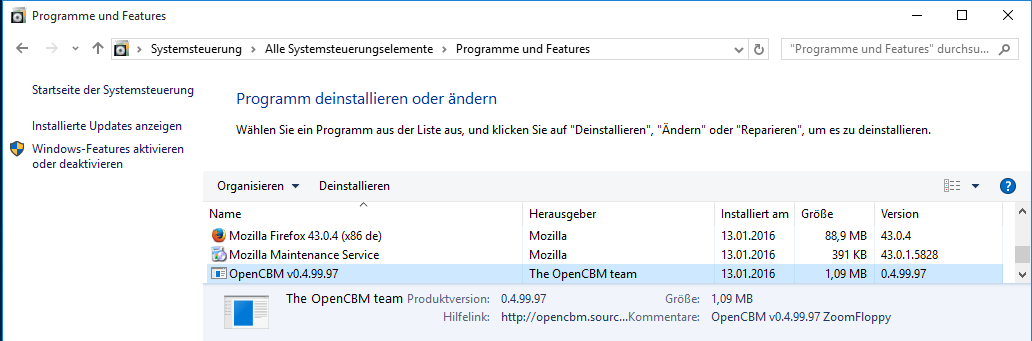 Programme und Features
Systemsteuerung Alle Systemsteuerungselemente Programme und Features "Programme und Features" durchsu...
Startseite der Systemsteuerung
Installierte Updates anzeigen
Windows-Features aktivieren
oder deaktivieren
Programm deinstallieren oder ändern
Wählen Sie ein Programm aus der Liste aus, und klicken Sie auf "Deinstallieren", "Ändern" oder "Reparieren", um es zu deinstallieren.
Organisieren Deinstallieren
Name Herausgeber Installiert am Größe Version
Mozilla Firefox 43.0.4 (x86 de) Mozilla 13.01.2016 88,9 MB 43.0.4
Mozilla Maintenance Service Mozilla 13.01.2016 391 KB 43.0.1.5828
OpenCBM v0.4.99.97 The OpenCBM team 13.01.2016 1,09 MB 0.4.99.97
The OpenCBM team Produktversion: 0.4.99.97 Größe: 1,09 MB
Hilfelink: http://opencbm.sourc... Kommentare: OpenCBM v0.4.99.97 ZoomFloppy